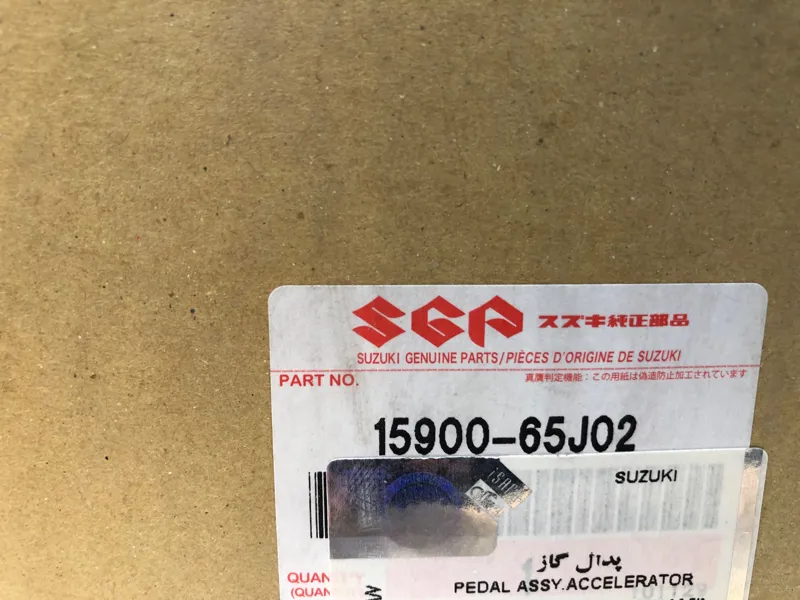 SGP スズキ純正部品
SUZUKI GENUINE PARTS/PIÈCES D'ORIGINE DE SUZUKI
PART NO.
真贋判定機能：この用紙は偽造防止加工されています
15900-65J02
SUZUKI
پدال گاز
PEDAL ASSY.ACCELERATOR